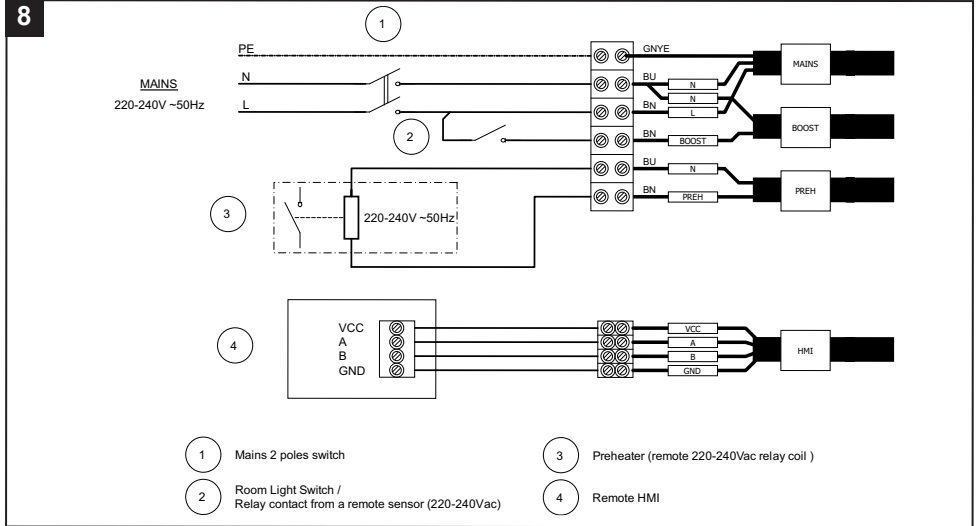 8
1
PE
GNYE
MAINS
MAINS
220-240V ~50Hz
N
BU
N
N
L
BN
L
2
BOOST
BN
BOOST
BU
N
PREH
BN
PREH
3
220-240V ~50Hz
4
VCC
A
B
GND
VCC
A
B
GND
HMI
1
Mains 2 poles switch
2
Room Light Switch /
Relay contact from a remote sensor (220-240Vac)
3
Preheater (remote 220-240Vac relay coil )
4
Remote HMI